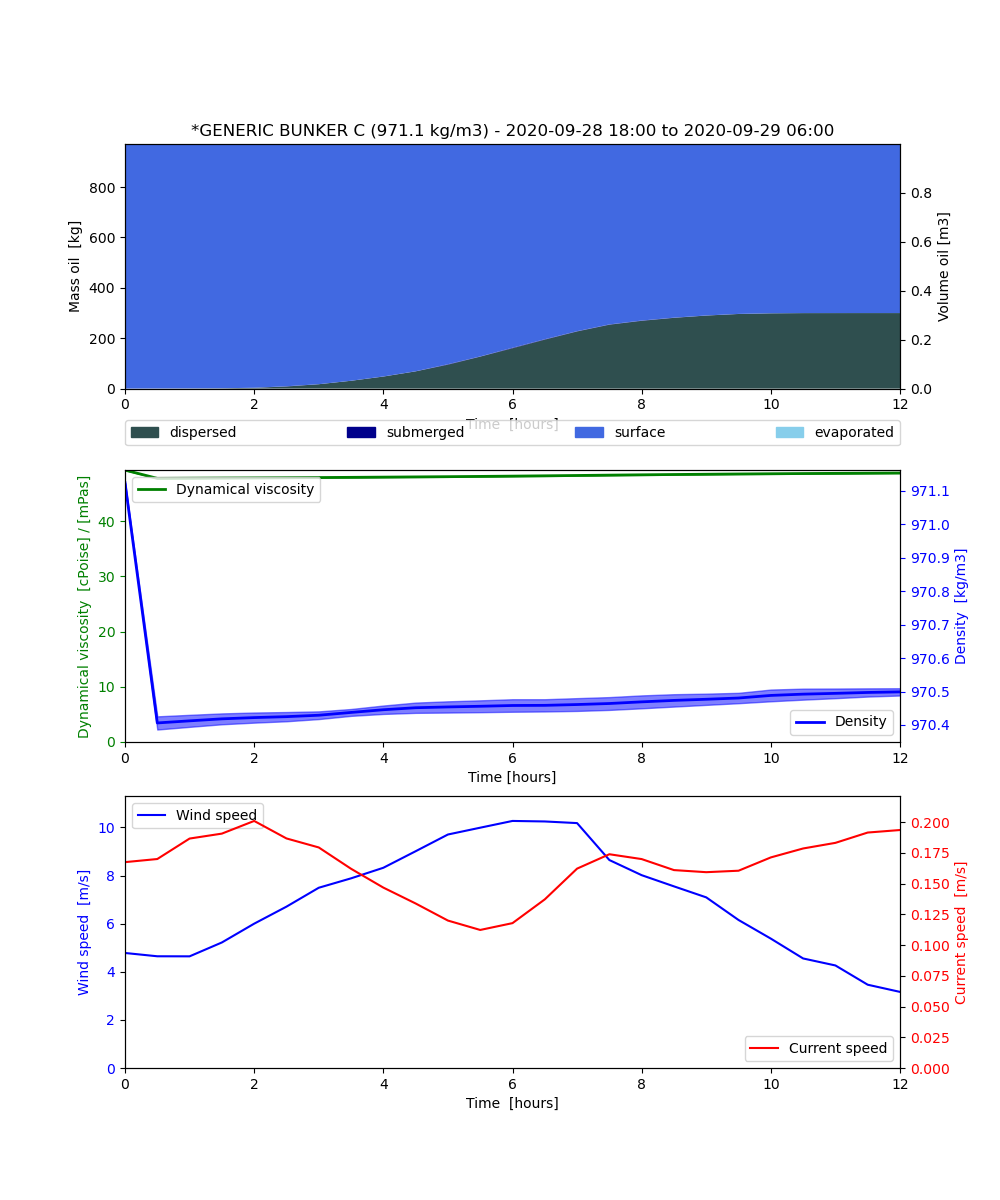 *GENERIC BUNKER C (971.1 kg/m3) - 2020-09-28 18:00 to 2020-09-29 06:00
Mass oil [kg]
800
600
400
200
0
0.8
0.6
0.4
0.2
0.0
Volume oil [m3]
0 2 4 6 8 10 12
Time [hours]
dispersed submerged surface evaporated
Dynamical viscosity [cPoise] / [mPas]
40
30
20
10
0
Dynamical viscosity
971.1
971.0
970.9
970.8
970.7
970.6
970.5
970.4
Density [kg/m3]
Density
0 2 4 6 8 10 12
Time [hours]
Wind speed [m/s]
10
8
6
4
2
0
Wind speed
0.200
0.175
0.150
0.125
0.100
0.075
0.050
0.025
0.000
Current speed [m/s]
Current speed
0 2 4 6 8 10 12
Time [hours]